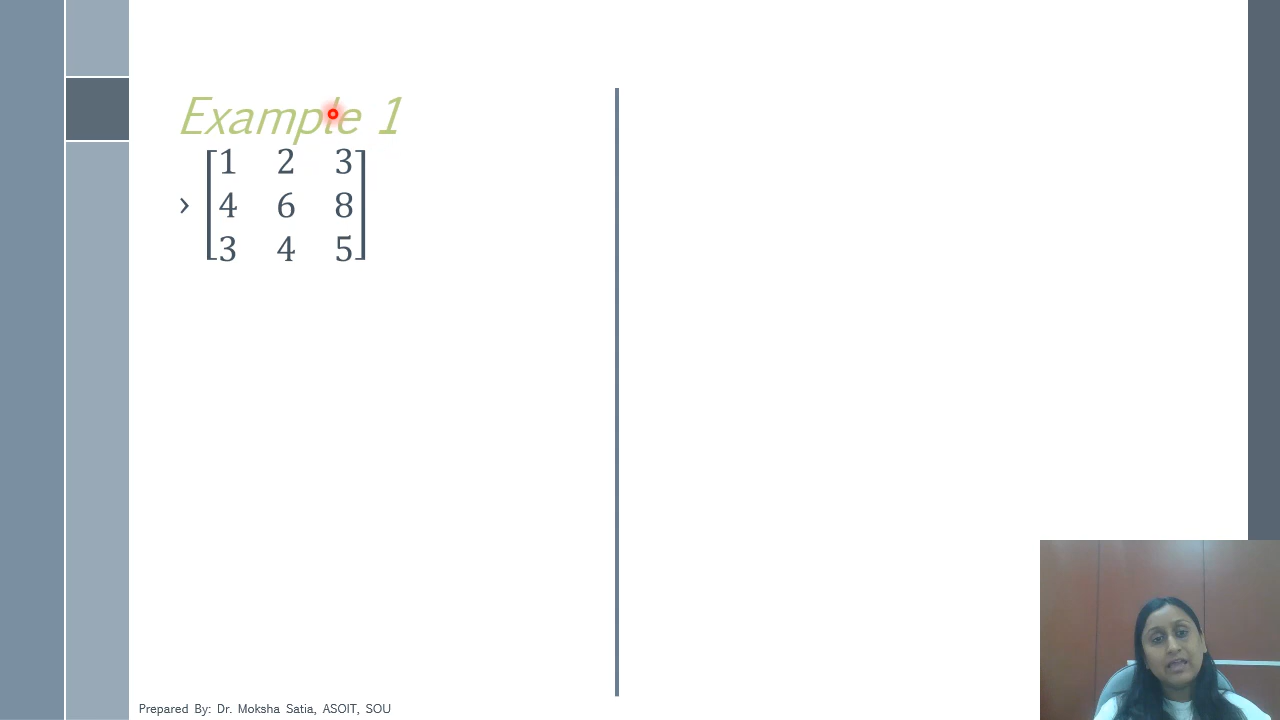 Example 1
› [1 2 3
4 6 8
3 4 5]
Prepared By: Dr. Moksha Satia, ASOIT, SOU